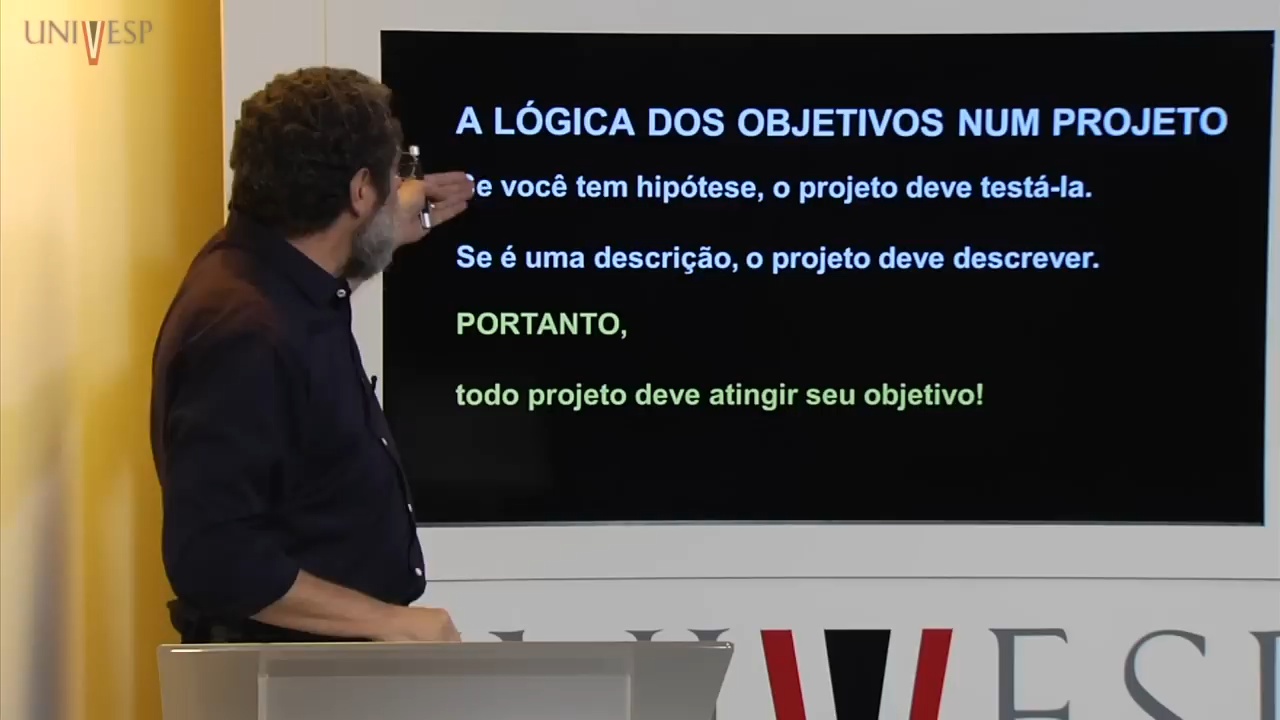 UNIVESP
A LÓGICA DOS OBJETIVOS NUM PROJETO
Se você tem hipótese, o projeto deve testá-la.
Se é uma descrição, o projeto deve descrever.
PORTANTO,
todo projeto deve atingir seu objetivo!